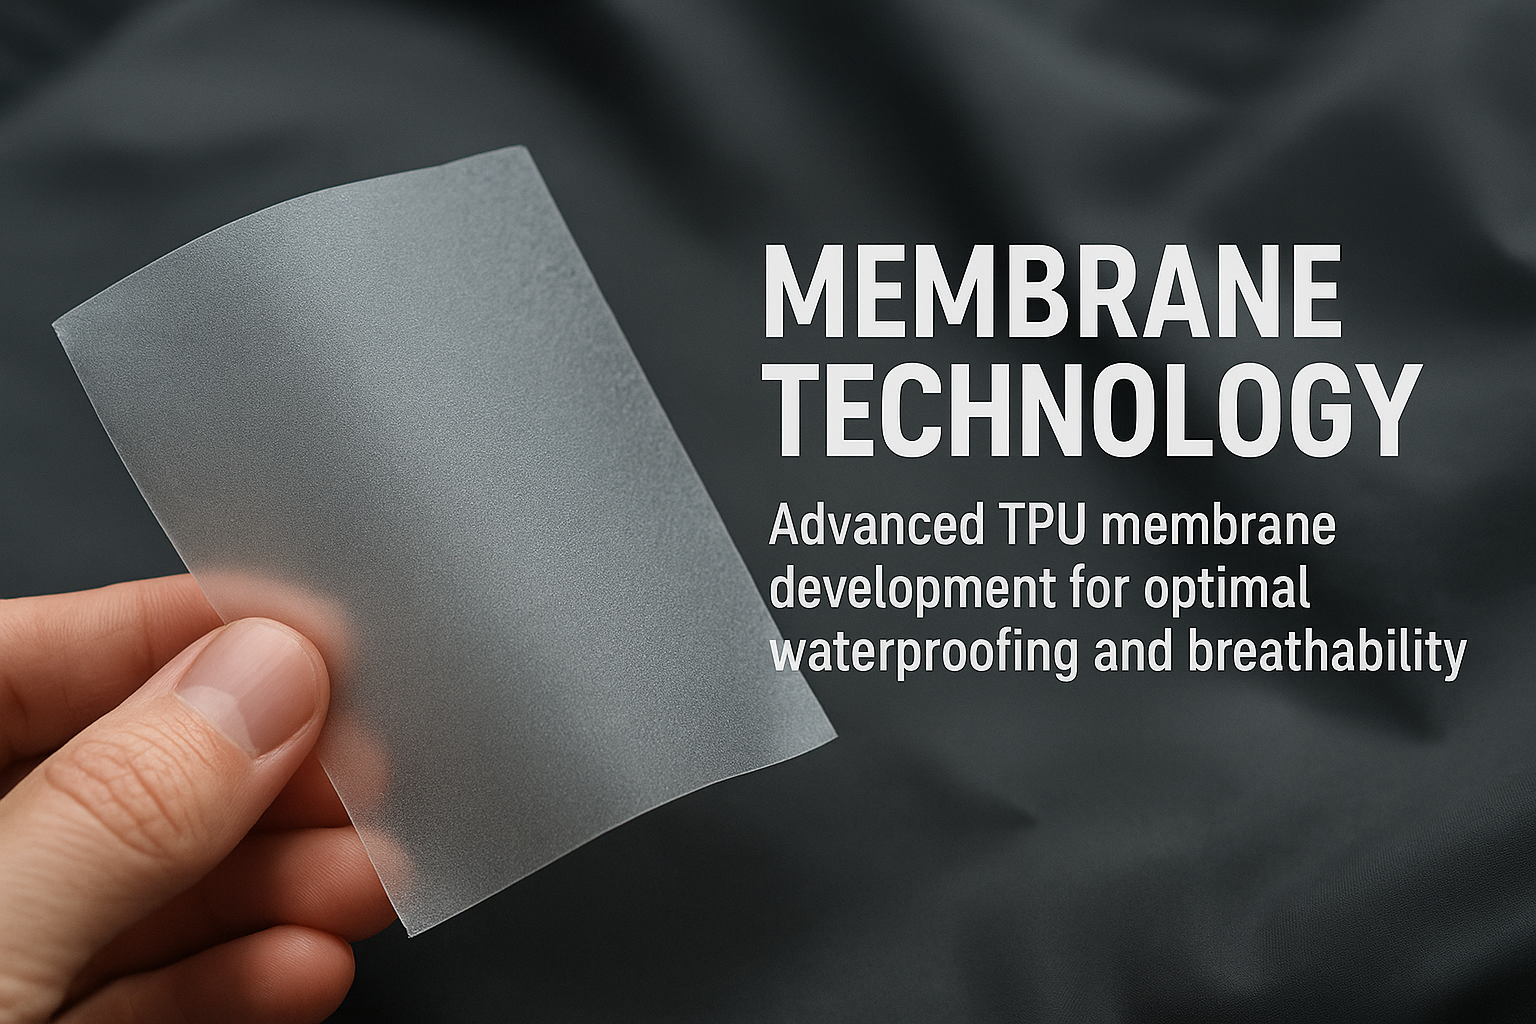 MEMBRANE
TECHNOLOGY
Advanced TPU membrane
development for optimal
waterproofing and breathability